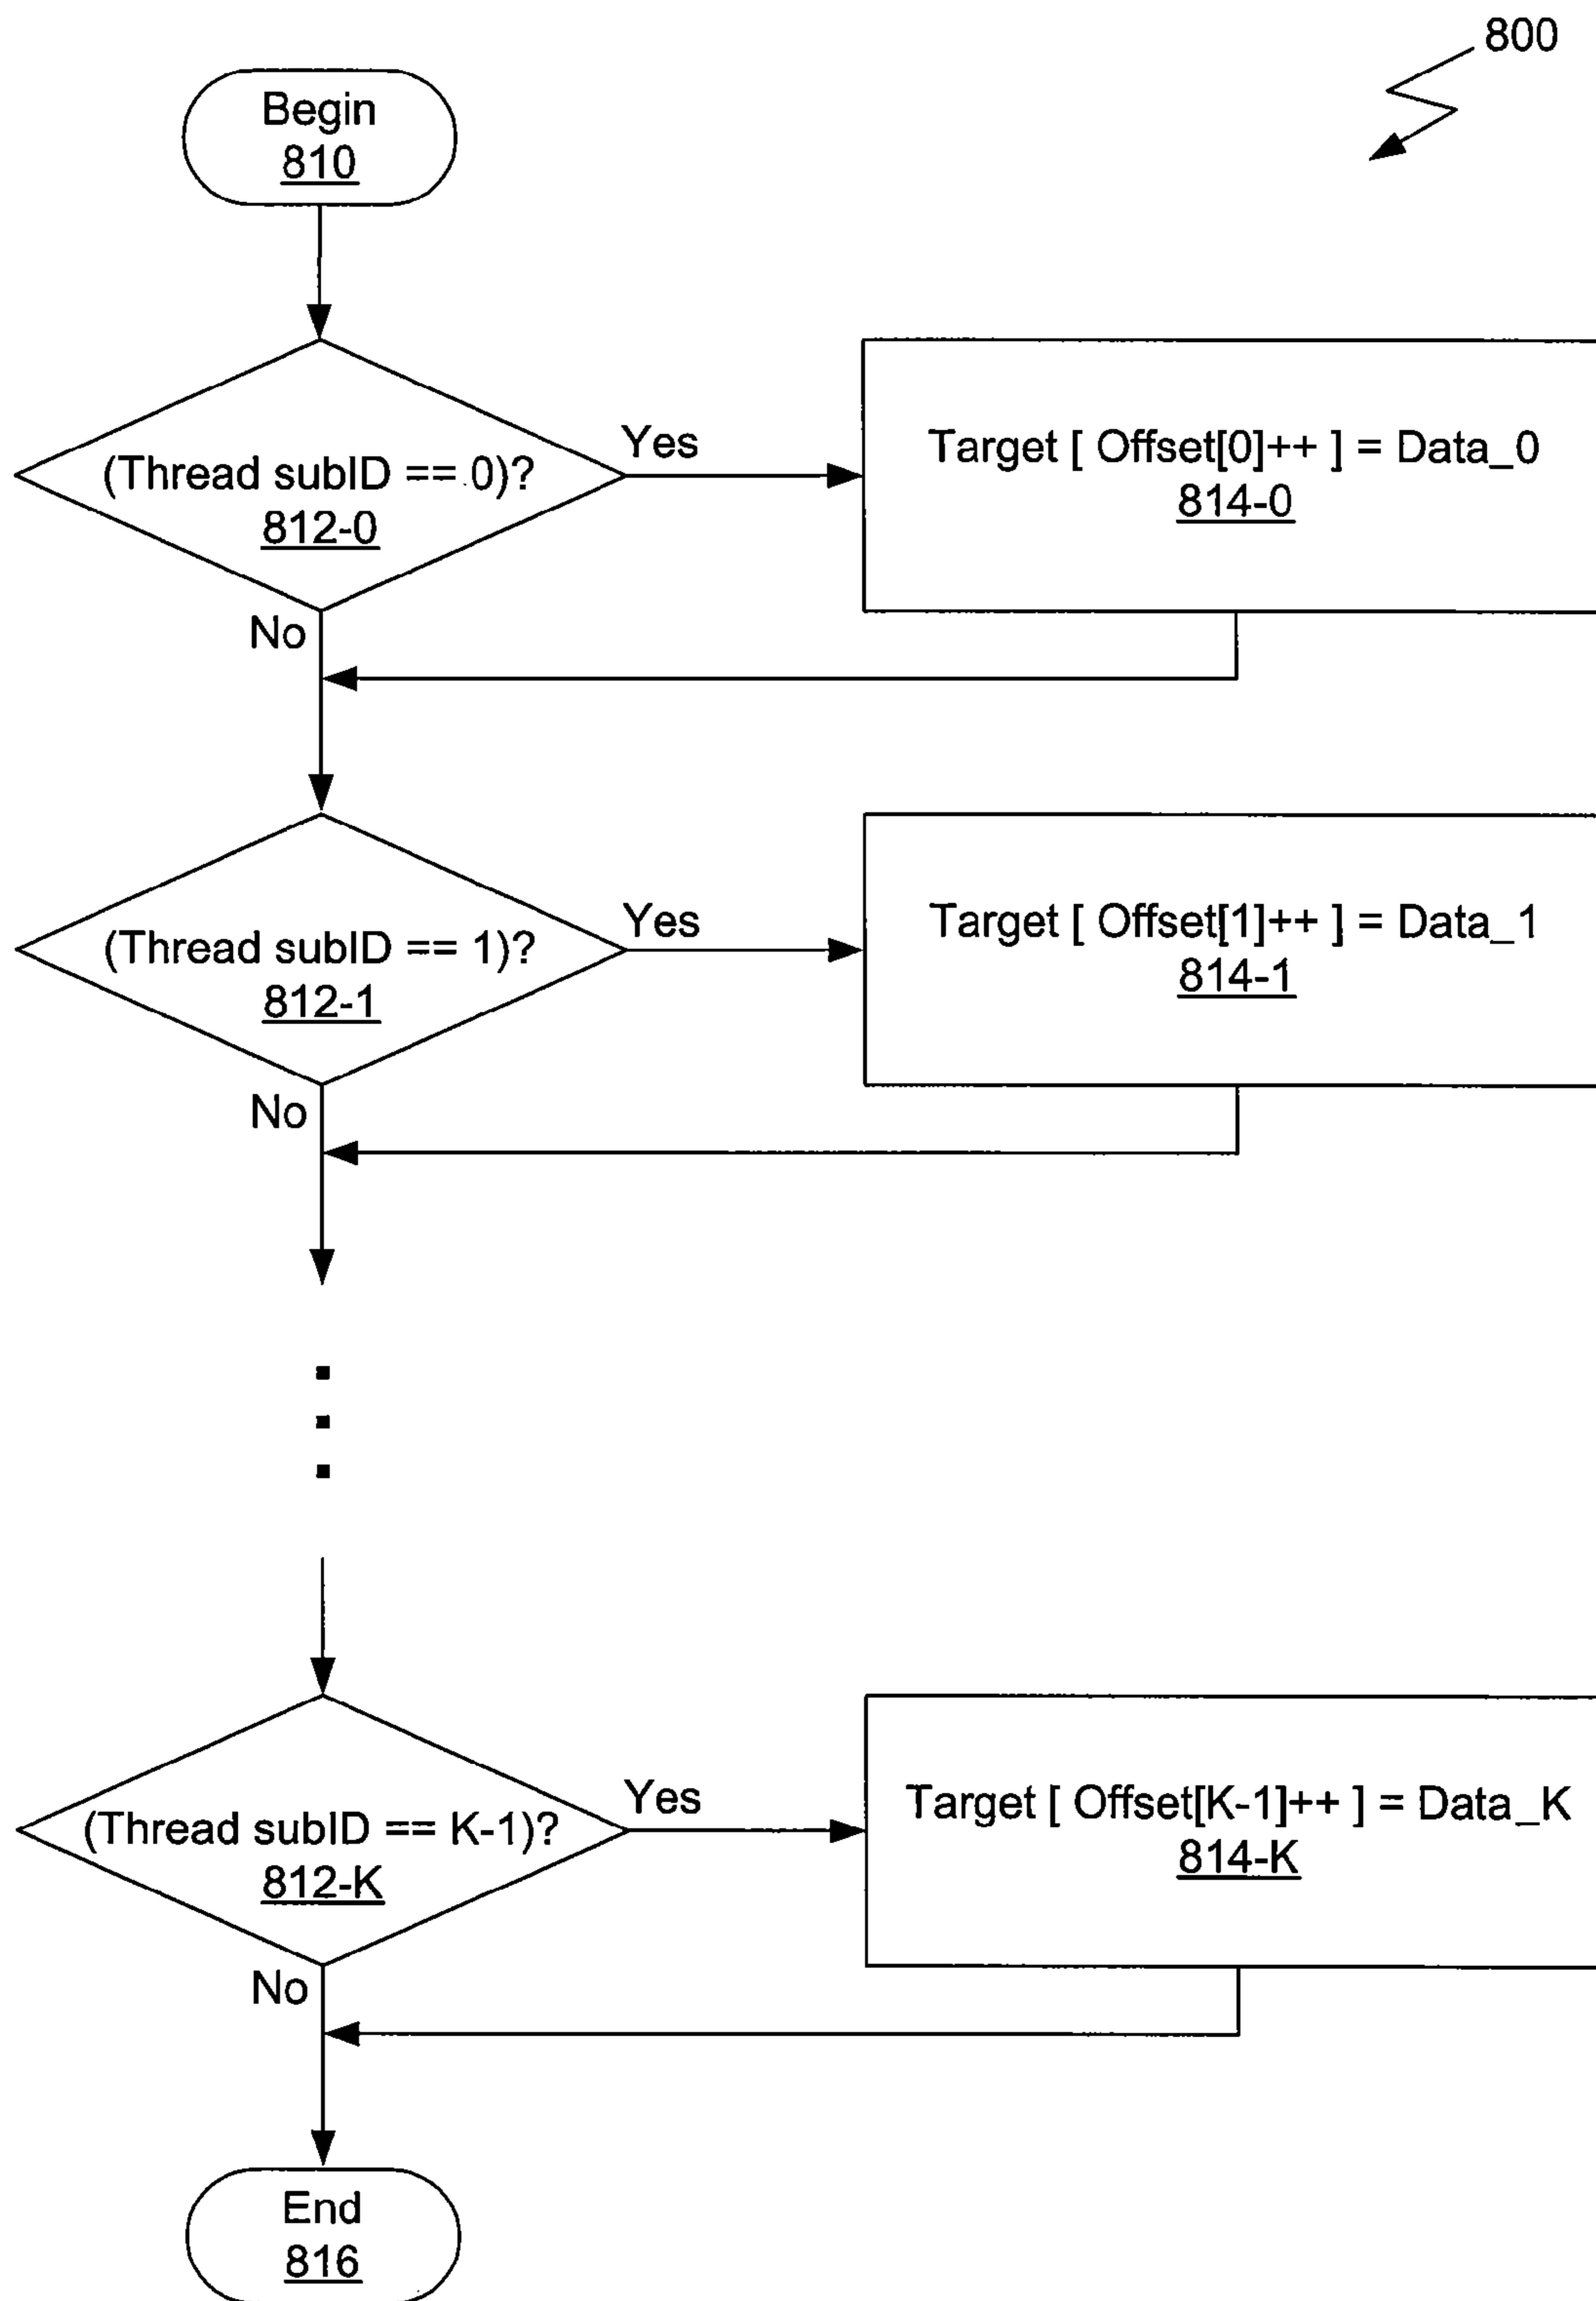 800
Begin
810
(Thread subID == 0)?
812-0
Yes
Target [ Offset[0]++ ] = Data_0
814-0
No
(Thread subID == 1)?
812-1
Yes
Target [ Offset[1]++ ] = Data_1
814-1
No
(Thread subID == K-1)?
812-K
Yes
Target [ Offset[K-1]++ ] = Data_K
814-K
No
End
816